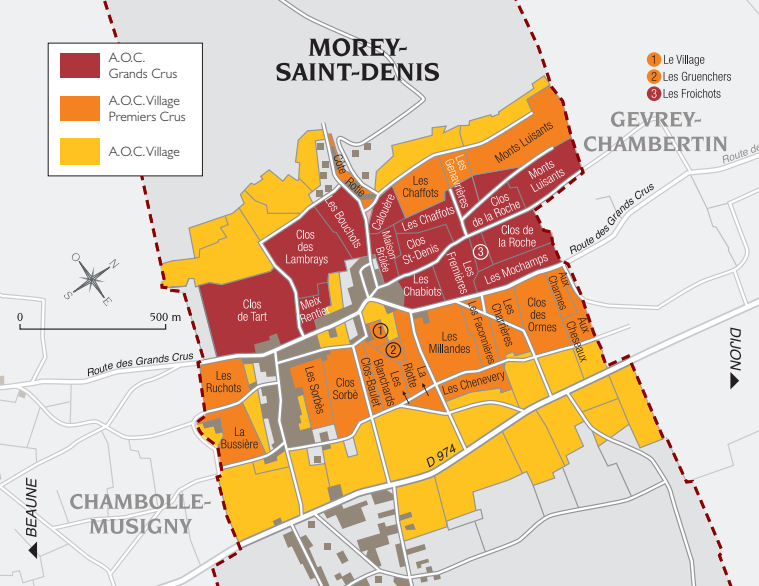 MOREY-
SAINT-DENIS
A.O.C.
Grands Crus
A.O.C.Village
Premiers Crus
A.O.C.Village
1 Le Village
2 Les Gruenchers
3 Les Froichots
GEVREY-
CHAMBERTIN
Route de
Route des Grands Crus
Monts Luisants
Monts
Luisants
Les
Genavrières
Les
Chaffots
Côte Rotie
Clos
de la Roche
Calouère
Les Chaffots
Les Bouchots
Clos de
la Roche
3
Maison
Brûlée
Clos
St-Denis
Clos
des
Lambrays
Les
Fremières
Les Mochamps
Les
Chabiots
O
N
S
E
0
500 m
Clos
de Tart
Meix
Rentier
Aux
Charmes
Aux
Cheseaux
Clos
des
Ormes
Les
Charrières
Les Faconnières
Les
Millandes
1
2
DIJON
Route des Grands Crus
Les
Ruchots
Les Sorbès
Clos
Sorbè
Clos-Baulet
Les
Blanchards
La
Riotte
Les Chenevery
La
Bussière
D 974
CHAMBOLLE-
MUSIGNY
BEAUNE